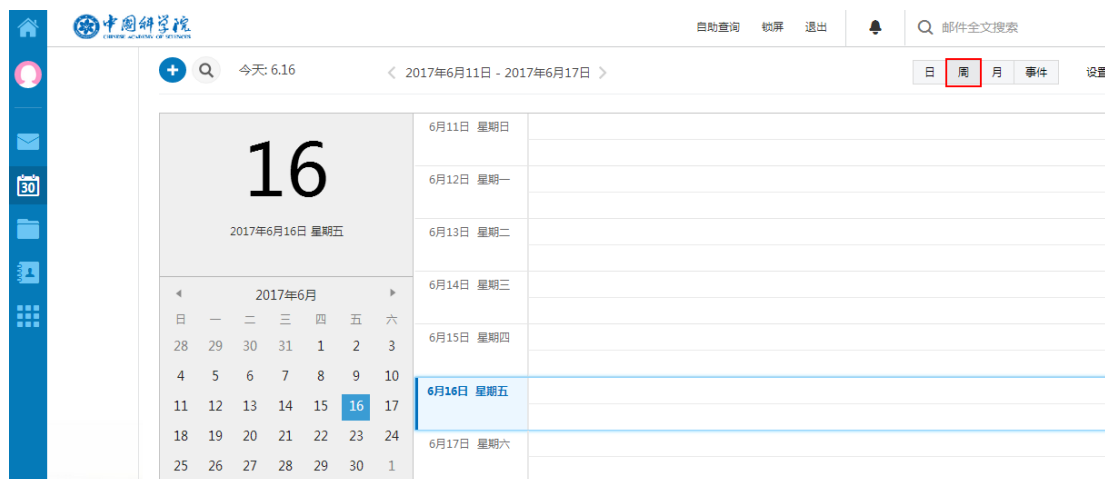 中国科学院
CHINESE ACADEMY OF SCIENCES
自助查询 锁屏 退出 邮件全文搜索
今天: 6.16 2017年6月11日 - 2017年6月17日 日 周 月 事件 设置
30
16
2017年6月16日 星期五
2017年6月
日 一 二 三 四 五 六
28 29 30 31 1 2 3
4 5 6 7 8 9 10
11 12 13 14 15 16 17
18 19 20 21 22 23 24
25 26 27 28 29 30 1
6月11日 星期日
6月12日 星期一
6月13日 星期二
6月14日 星期三
6月15日 星期四
6月16日 星期五
6月17日 星期六